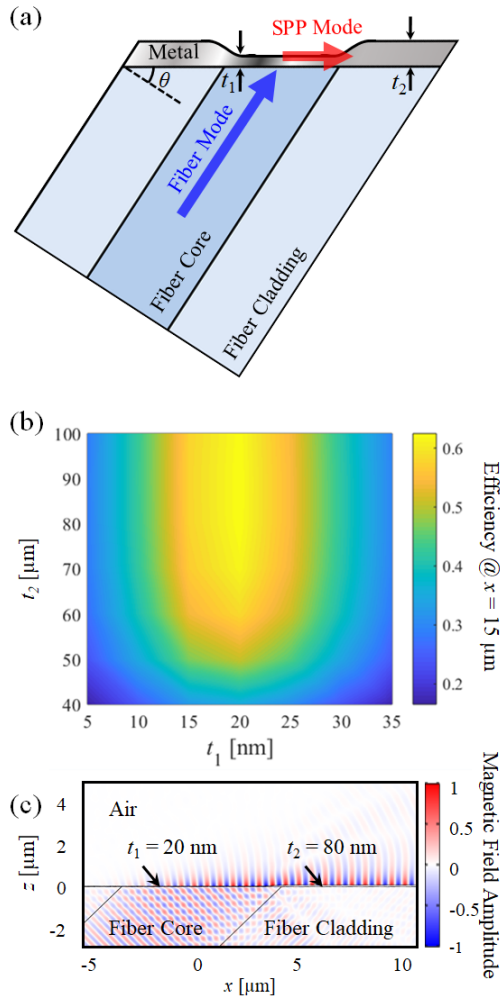 (a)
SPP Mode
Metal
t1
t2
θ
Fiber Mode
Fiber Core
Fiber Cladding
(b)
100
90
80
70
60
50
40
t2 [μm]
5 10 15 20 25 30 35
t1 [nm]
0.6
0.5
0.4
0.3
0.2
Efficiency @ x = 15 μm
(c)
Air
t1 = 20 nm
t2 = 80 nm
Fiber Core
Fiber Cladding
4
2
0
-2
z [μm]
-5 0 5 10
x [μm]
1
0.5
0
-0.5
-1
Magnetic Field Amplitude